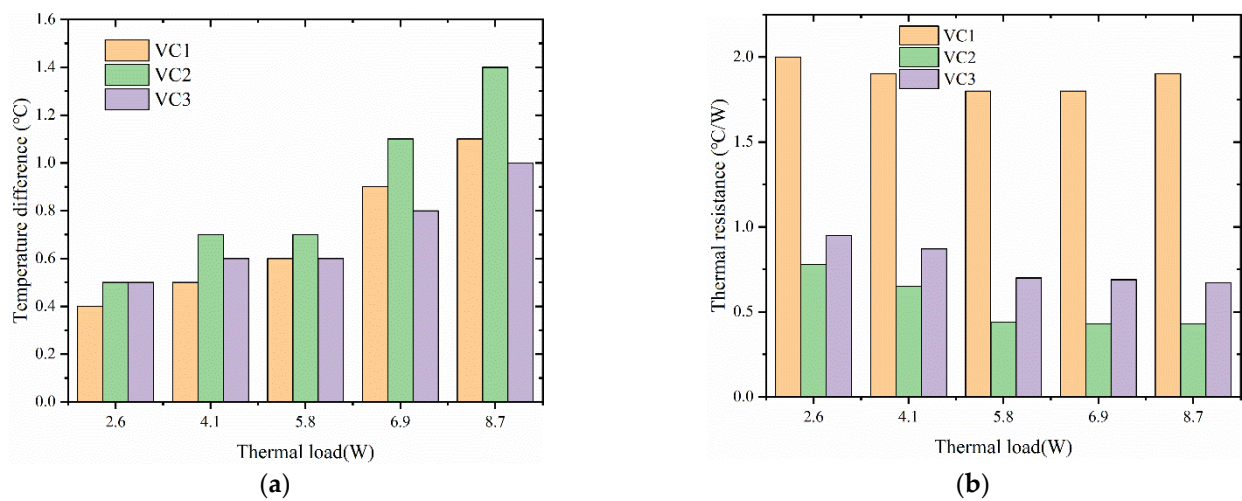 1.6
1.4
1.2
1.0
0.8
0.6
0.4
0.2
0.0
Temperature difference (°C)
VC1
VC2
VC3
2.6 4.1 5.8 6.9 8.7
Thermal load(W)
(a)
2.0
1.5
1.0
0.5
0.0
Thermal resistance (°C/W)
VC1
VC2
VC3
2.6 4.1 5.8 6.9 8.7
Thermal load(W)
(b)